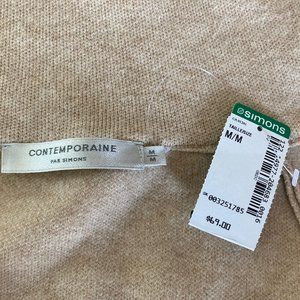 CONTEMPORAINE
PAR SIMONS
M
M
simons
TAILLE/SIZE
M/M
003251785
$69.00